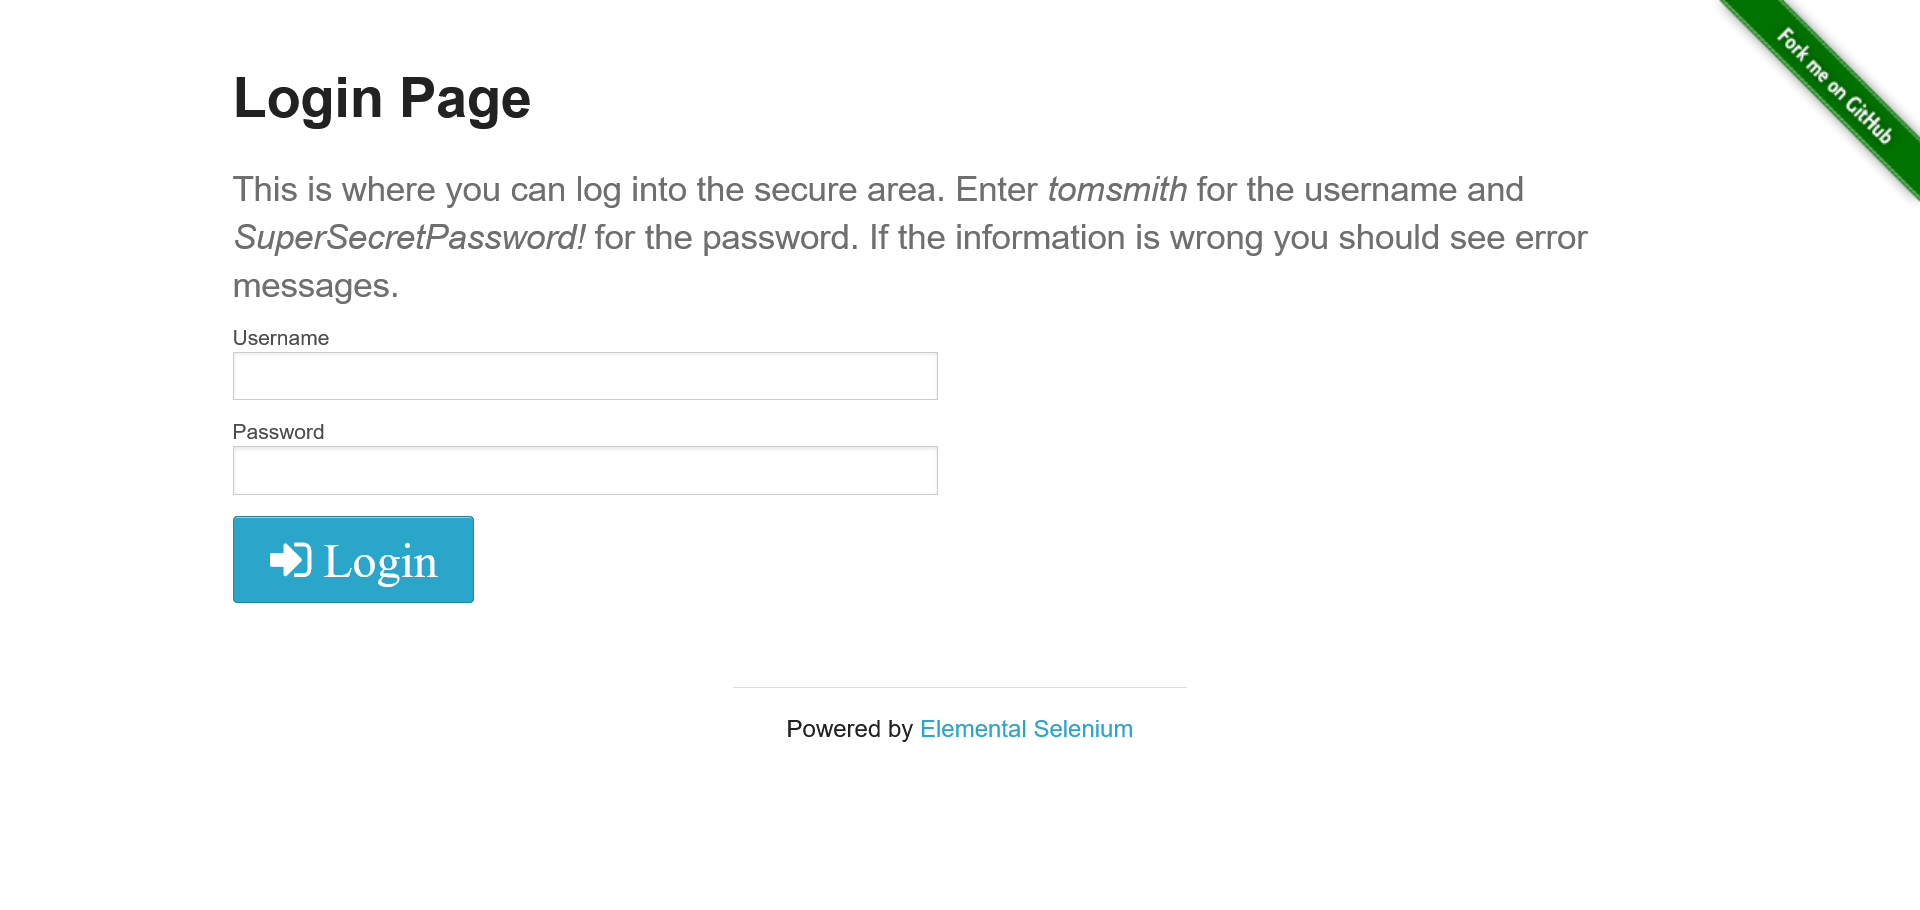 Fork me on GitHub
Login Page
This is where you can log into the secure area. Enter tomsmith for the username and
SuperSecretPassword! for the password. If the information is wrong you should see error
messages.
Username
Password
Login
Powered by Elemental Selenium